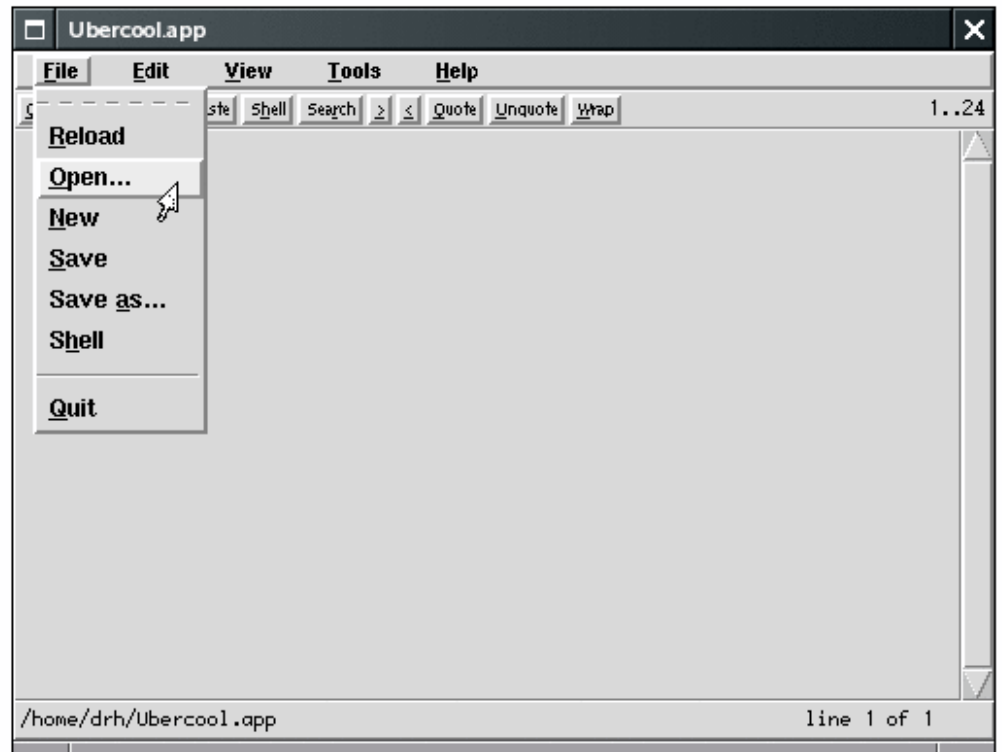 Ubercool.app
File Edit View Tools Help
Shell Search > < Quote Unquote Wrap 1..24
Reload
Open...
New
Save
Save as...
Shell
Quit
/home/drh/Ubercool.app line 1 of 1